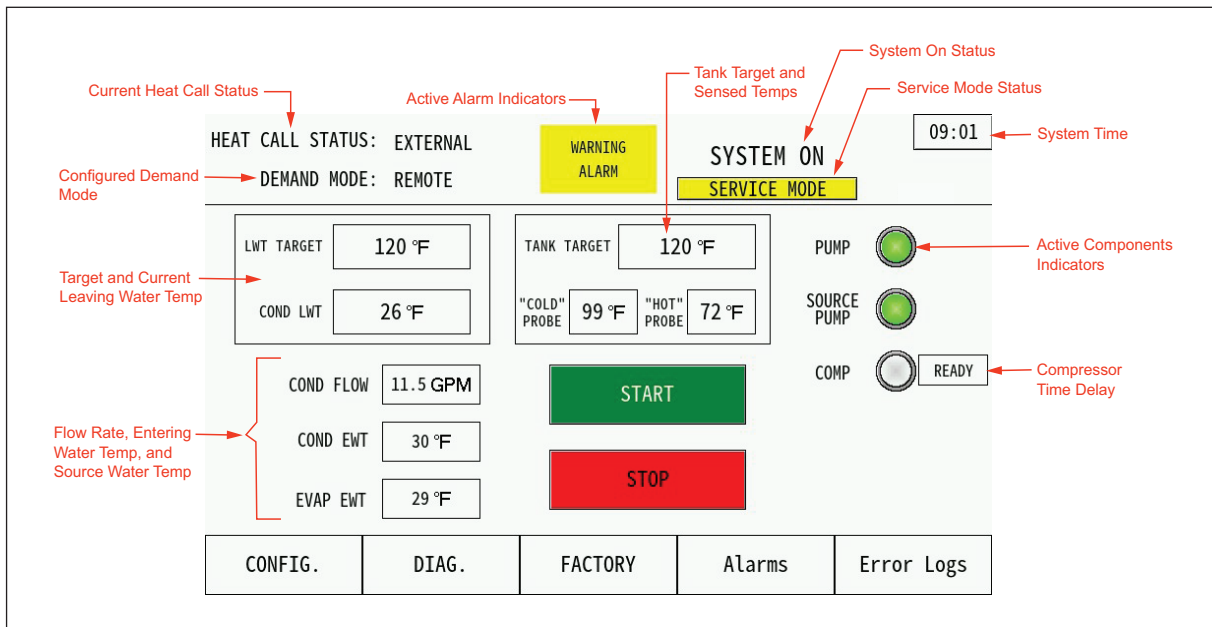 System On Status
Tank Target and
Sensed Temps
Current Heat Call Status
Active Alarm Indicators
Service Mode Status
HEAT CALL STATUS: EXTERNAL
WARNING
ALARM
SYSTEM ON
09:01
System Time
Configured Demand
Mode
DEMAND MODE: REMOTE
SERVICE MODE
LWT TARGET 120 °F
TANK TARGET 120 °F
PUMP
Active Components
Indicators
Target and Current
Leaving Water Temp
COND LWT 26 °F
"COLD"
PROBE
99 °F
"HOT"
PROBE
72 °F
SOURCE
PUMP
COND FLOW 11.5 GPM
START
COMP
READY
Compressor
Time Delay
Flow Rate, Entering
Water Temp, and
Source Water Temp
COND EWT 30 °F
STOP
EVAP EWT 29 °F
CONFIG.
DIAG.
FACTORY
Alarms
Error Logs